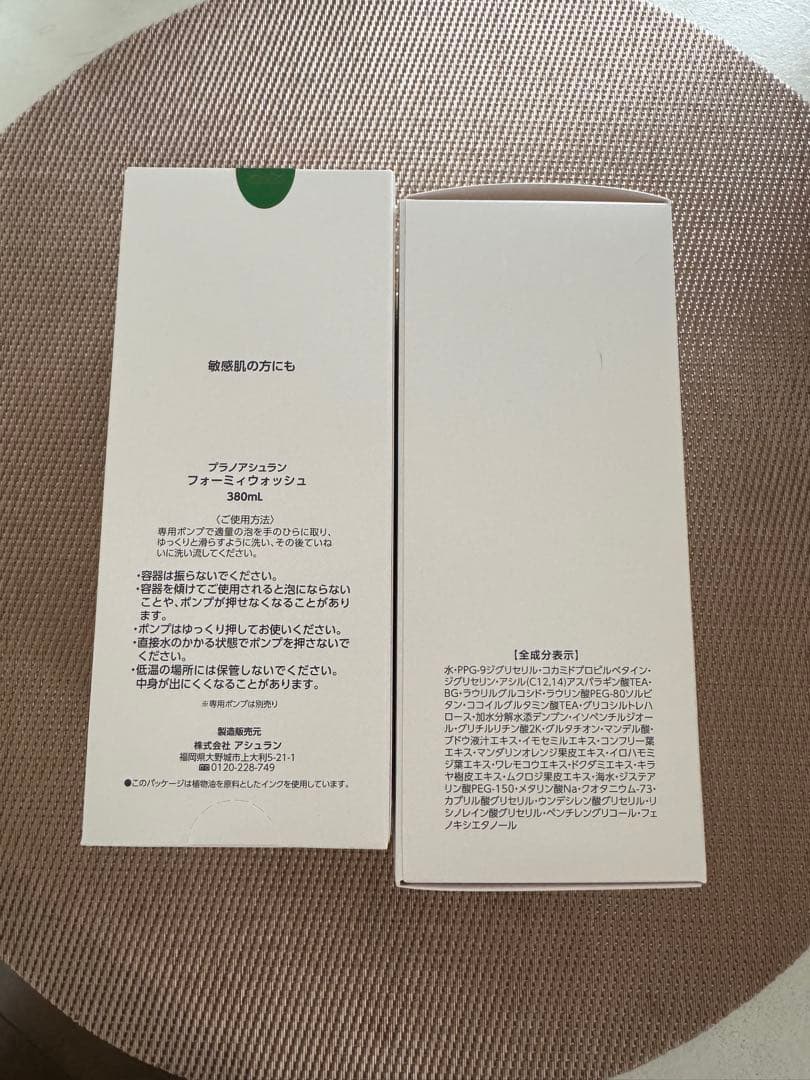 敏感肌の方にも
プラノアシュラン
フォーミィウォッシュ
380mL
〈ご使用方法〉
専用ポンプで適量の泡を手のひらに取り、
ゆっくりと滑らすように洗い、その後ていね
いに洗い流してください。
・容器は振らないでください。
・容器を傾けてご使用されると泡にならない
ことや、ポンプが押せなくなることがあり
ます。
・ポンプはゆっくり押してお使いください。
・直接水のかかる状態でポンプを押さないで
ください。
・低温の場所には保管しないでください。
中身が出にくくなることがあります。
※専用ポンプは別売り
製造販売元
株式会社 アシュラン
福岡県大野城市上大利5-21-1
☎0120-228-749
●このパッケージは植物油を原料としたインクを使用しています。
【全成分表示】
水・PPG-9ジグリセリル・コカミドプロピルベタイン・
ジグリセリン・アシル(C12,14)アスパラギン酸TEA・
BG・ラウリルグルコシド・ラウリン酸PEG-80ソルビ
タン・ココイルグルタミン酸TEA・グリコシルトレハ
ロース・加水分解水添デンプン・イソペンチルジオー
ル・グリチルリチン酸2K・グルタチオン・マンデル酸・
ブドウ液汁エキス・イモセミルエキス・コンフリー葉
エキス・マンダリンオレンジ果皮エキス・イロハモミ
ジ葉エキス・ワレモコウエキス・ドクダミエキス・キラ
ヤ樹皮エキス・ムクロジ果皮エキス・海水・ジステア
リン酸PEG-150・メタリン酸Na・クオタニウム-73・
カプリル酸グリセリル・ウンデシレン酸グリセリル・リ
シノレイン酸グリセリル・ペンチレングリコール・フェ
ノキシエタノール